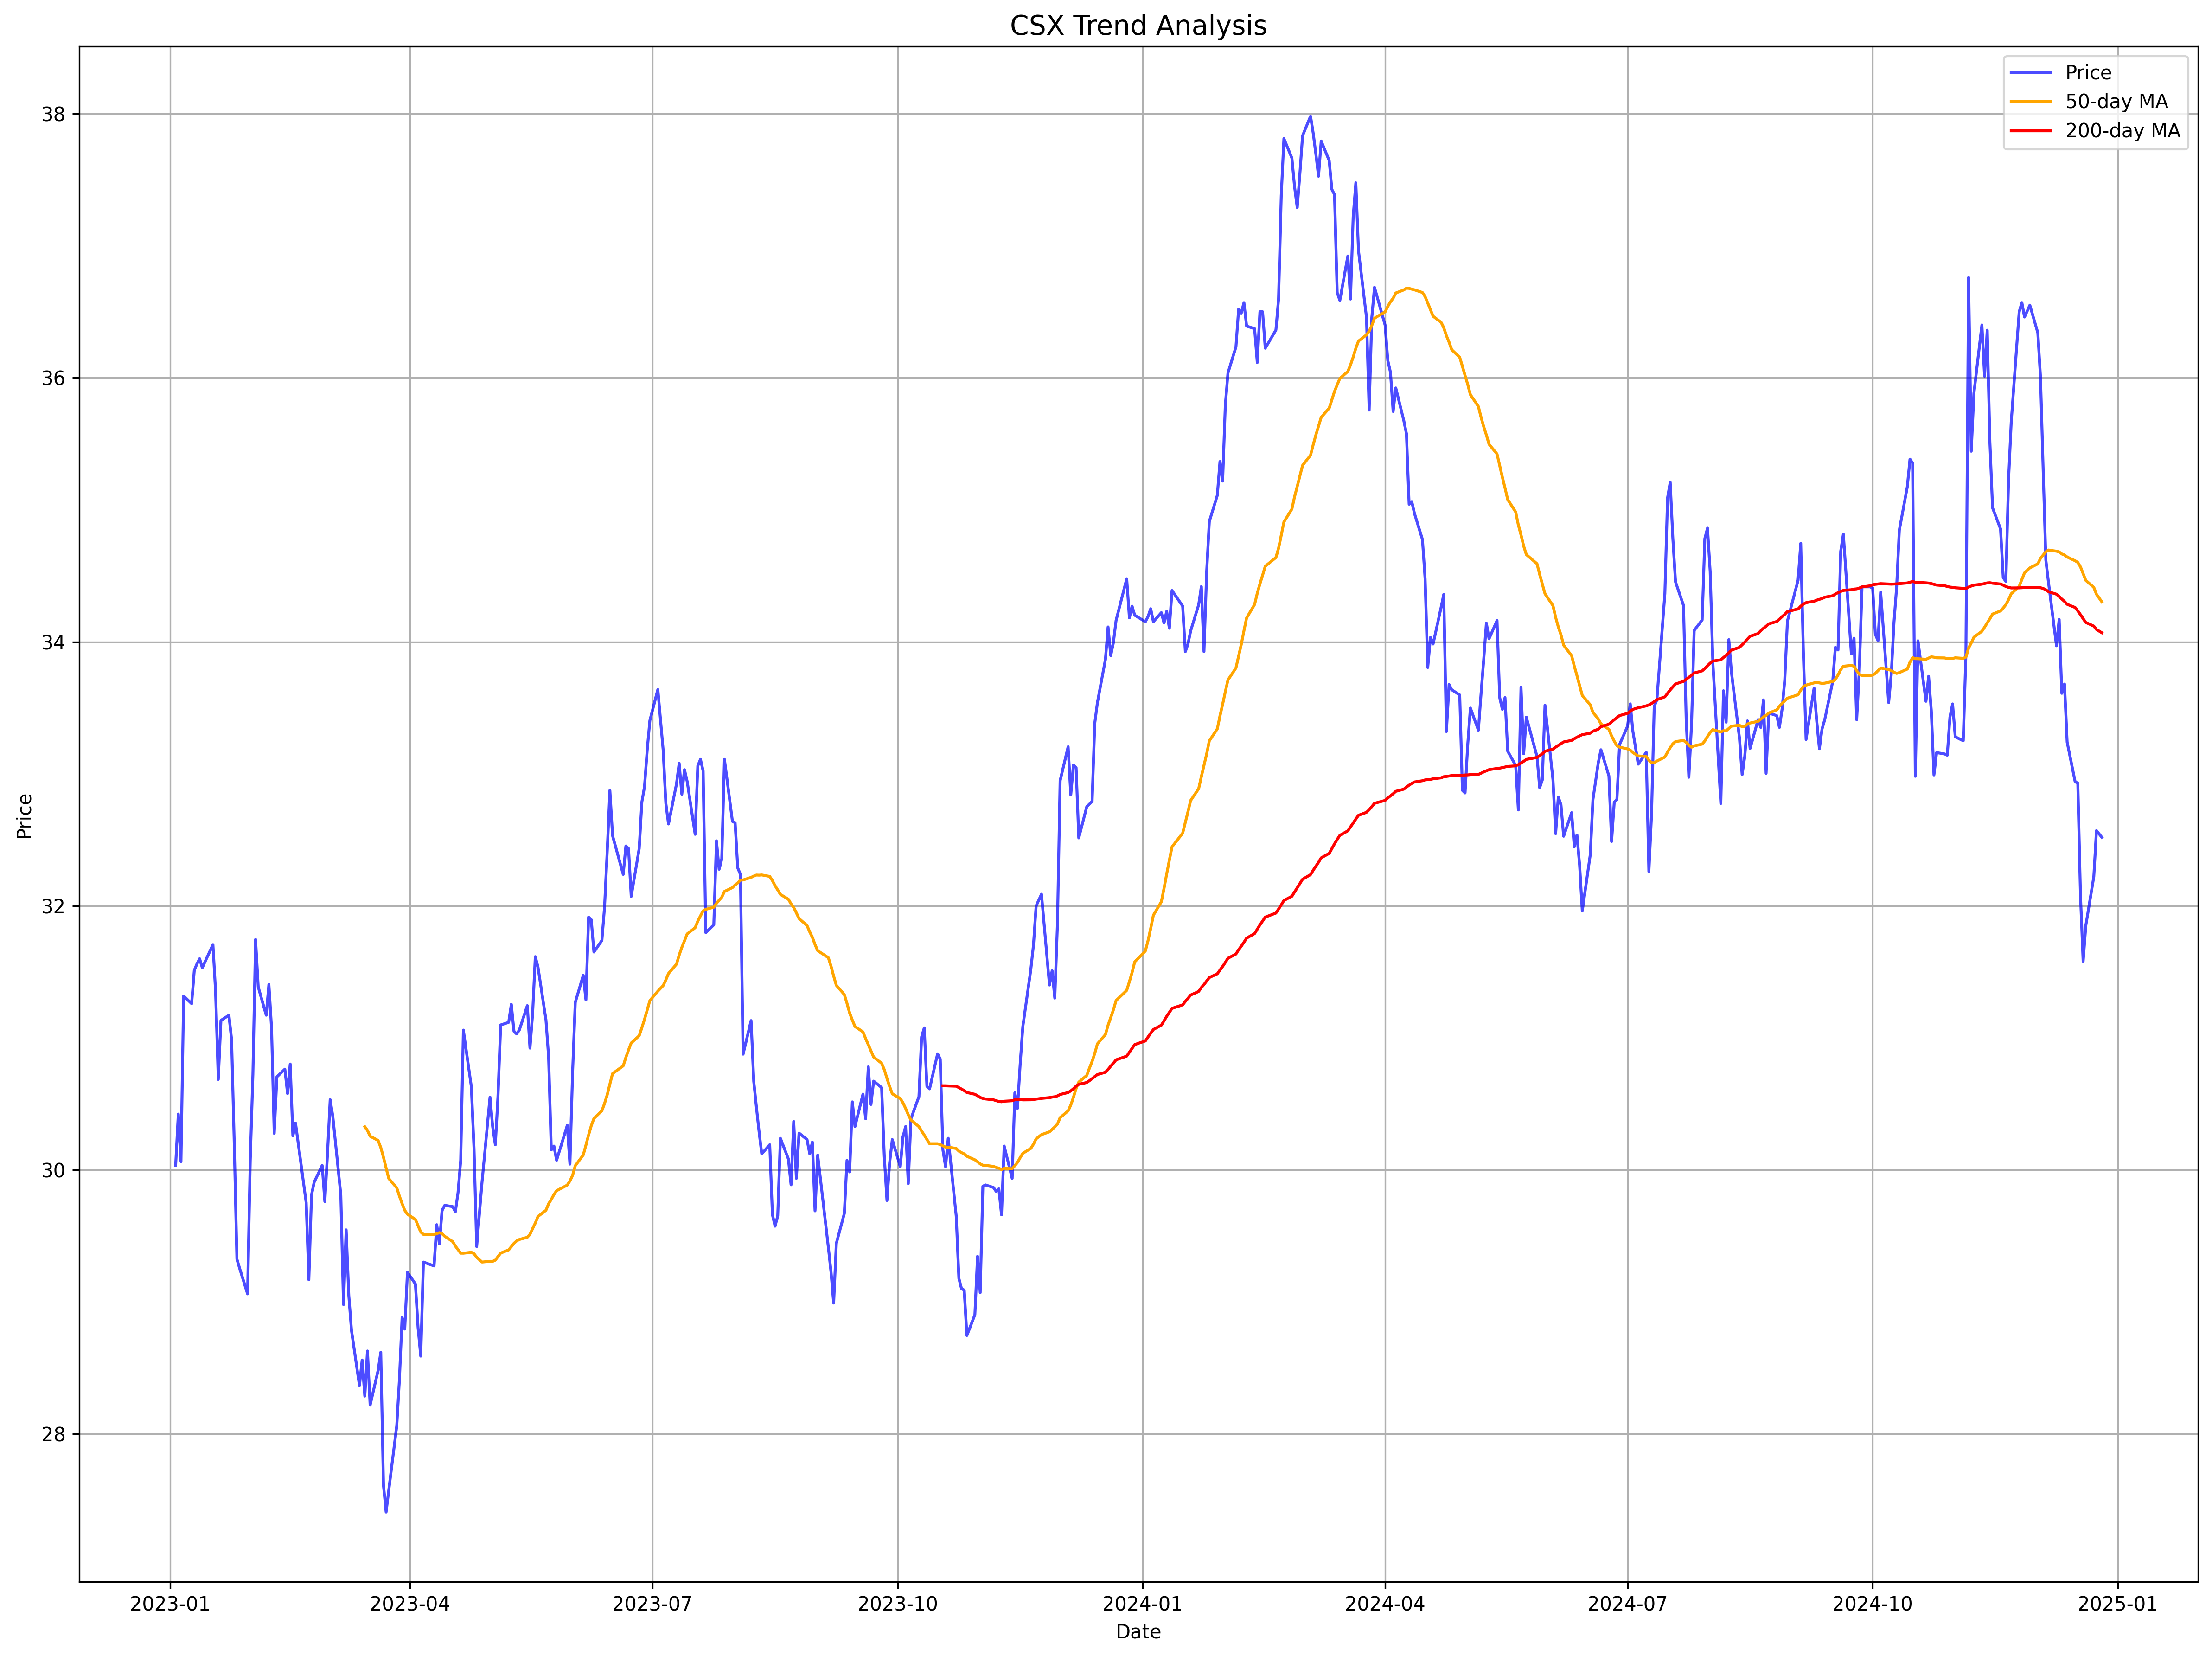 CSX Trend Analysis
Price
50-day MA
200-day MA
38
36
34
32
30
28
Price
2023-01
2023-04
2023-07
2023-10
2024-01
2024-04
2024-07
2024-10
2025-01
Date